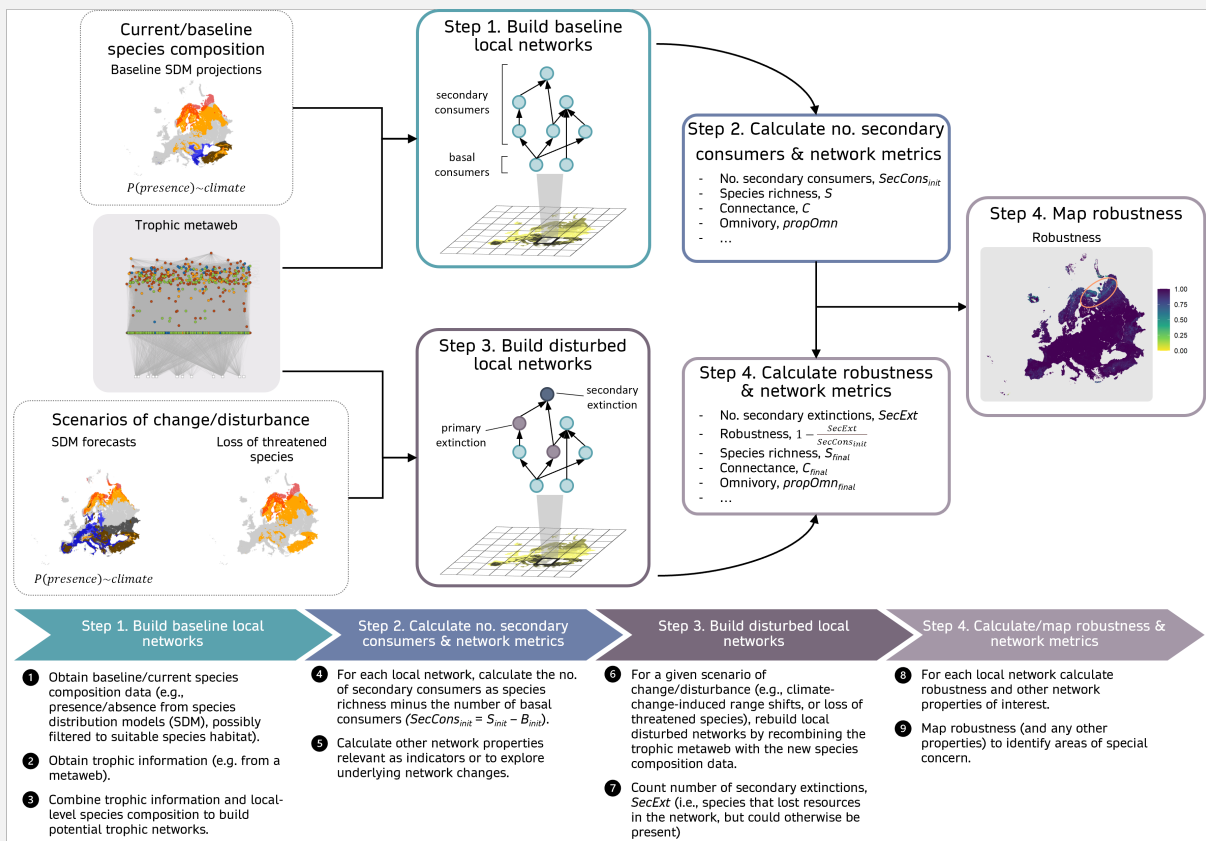 Current/baseline
species composition
Baseline SDM projections
P(presence)~climate
Trophic metaweb
Scenarios of change/disturbance
SDM forecasts
Loss of threatened
species
P(presence)~climate
Step 1. Build baseline
local networks
secondary
consumers
basal
consumers
Step 3. Build disturbed
local networks
secondary
extinction
primary
extinction
Step 2. Calculate no. secondary
consumers & network metrics
- No. secondary consumers, SecCons_init
- Species richness, S
- Connectance, C
- Omnivory, propOmn
- …
Step 4. Calculate robustness
& network metrics
- No. secondary extinctions, SecExt
- Robustness, 1 − SecExt/SecCons_init
- Species richness, S_final
- Connectance, C_final
- Omnivory, propOmn_final
- …
Step 4. Map robustness
Robustness
1.00
0.75
0.50
0.25
0.00
Step 1. Build baseline local
networks
1 Obtain baseline/current species
composition data (e.g.,
presence/absence from species
distribution models (SDM), possibly
filtered to suitable species habitat).
2 Obtain trophic information (e.g. from a
metaweb).
3 Combine trophic information and local-
level species composition to build
potential trophic networks.
Step 2. Calculate no. secondary
consumers & network metrics
4 For each local network, calculate the no.
of secondary consumers as species
richness minus the number of basal
consumers (SecCons_init = S_init – B_init).
5 Calculate other network properties
relevant as indicators or to explore
underlying network changes.
Step 3. Build disturbed local
networks
6 For a given scenario of
change/disturbance (e.g., climate-
change-induced range shifts, or loss of
threatened species), rebuild local
disturbed networks by recombining the
trophic metaweb with the new species
composition data.
7 Count number of secondary extinctions,
SecExt (i.e., species that lost resources
in the network, but could otherwise be
present)
Step 4. Calculate/map robustness &
network metrics
8 For each local network calculate
robustness and other network
properties of interest.
9 Map robustness (and any other
properties) to identify areas of special
concern.